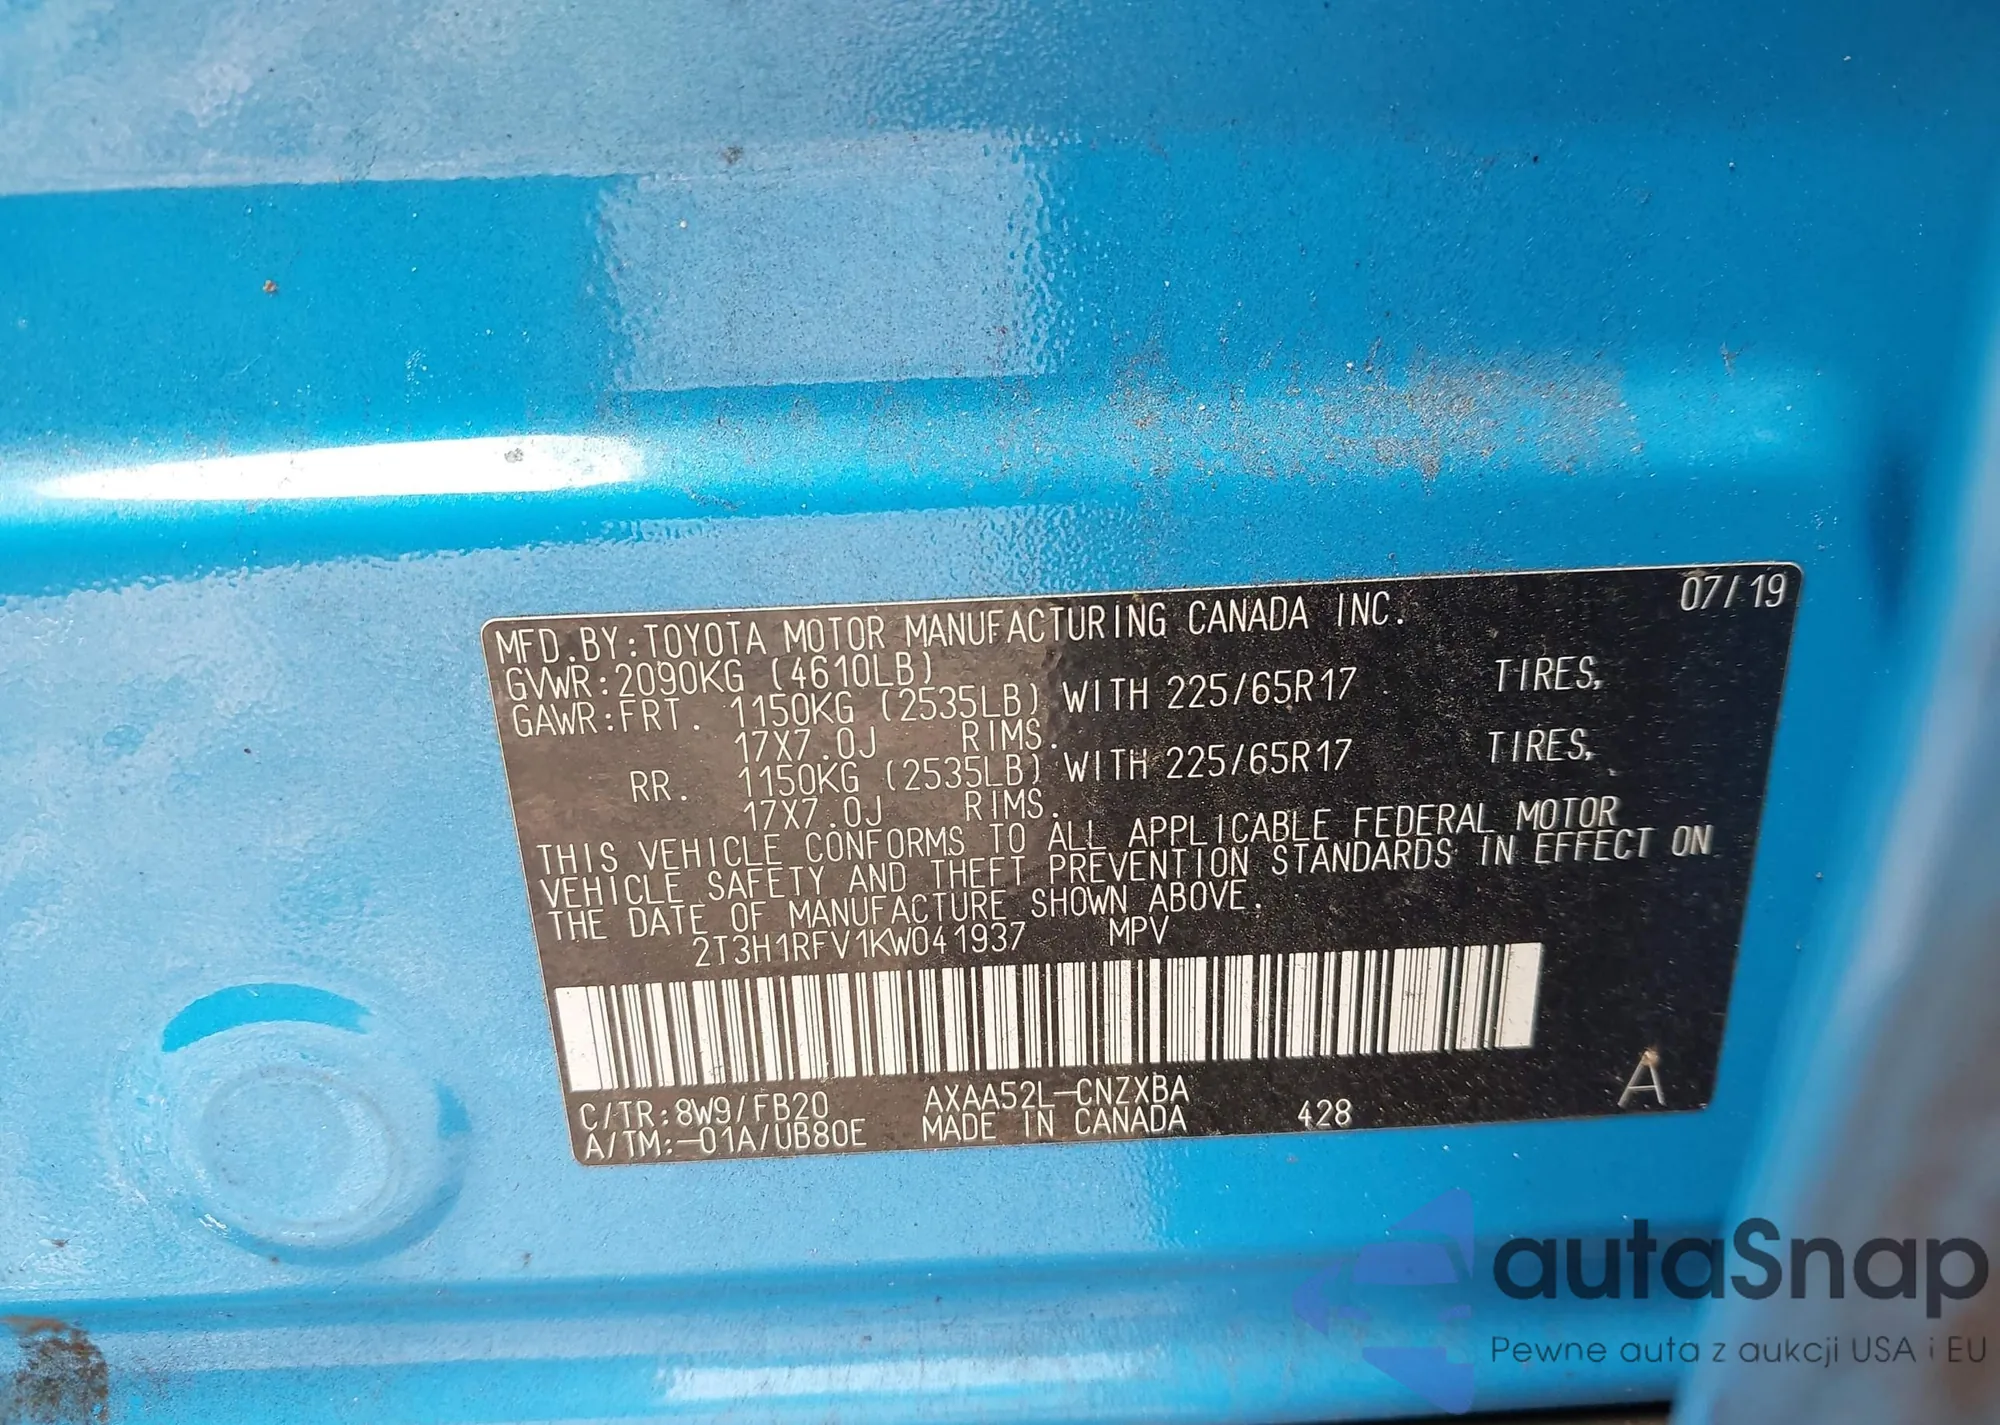 07/19
MFD.BY:TOYOTA MOTOR MANUFACTURING CANADA INC.
GVWR:2090KG (4610LB)
GAWR:FRT. 1150KG (2535LB) WITH 225/65R17 TIRES,
17X7.0J RIMS.
RR. 1150KG (2535LB) WITH 225/65R17 TIRES,
17X7.0J RIMS.
THIS VEHICLE CONFORMS TO ALL APPLICABLE FEDERAL MOTOR
VEHICLE SAFETY AND THEFT PREVENTION STANDARDS IN EFFECT ON
THE DATE OF MANUFACTURE SHOWN ABOVE.
2T3H1RFV1KW041937 MPV
C/TR:8W9/FB20 AXAA52L-CNZXBA
A/TM:-01A/UB80E MADE IN CANADA 428 A
autaSnap
Pewne auta z aukcji USA i EU